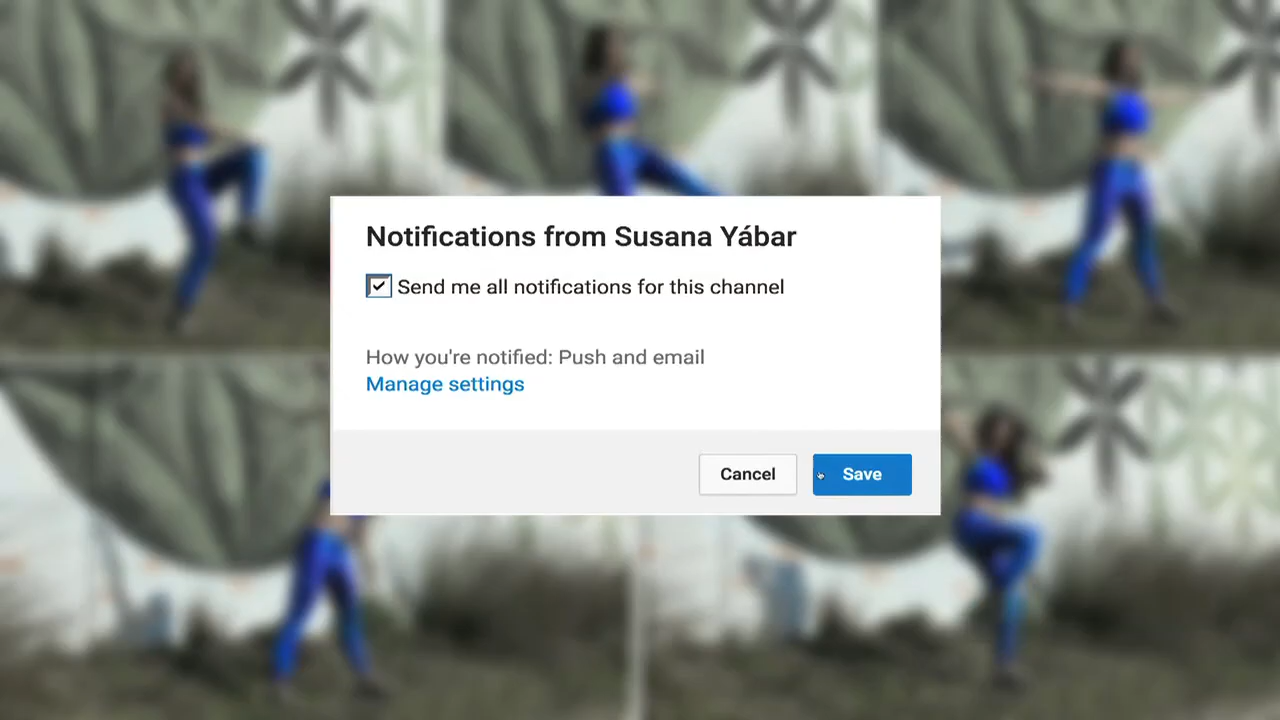 Notifications from Susana Yábar
Send me all notifications for this channel
How you're notified: Push and email
Manage settings
Cancel
Save